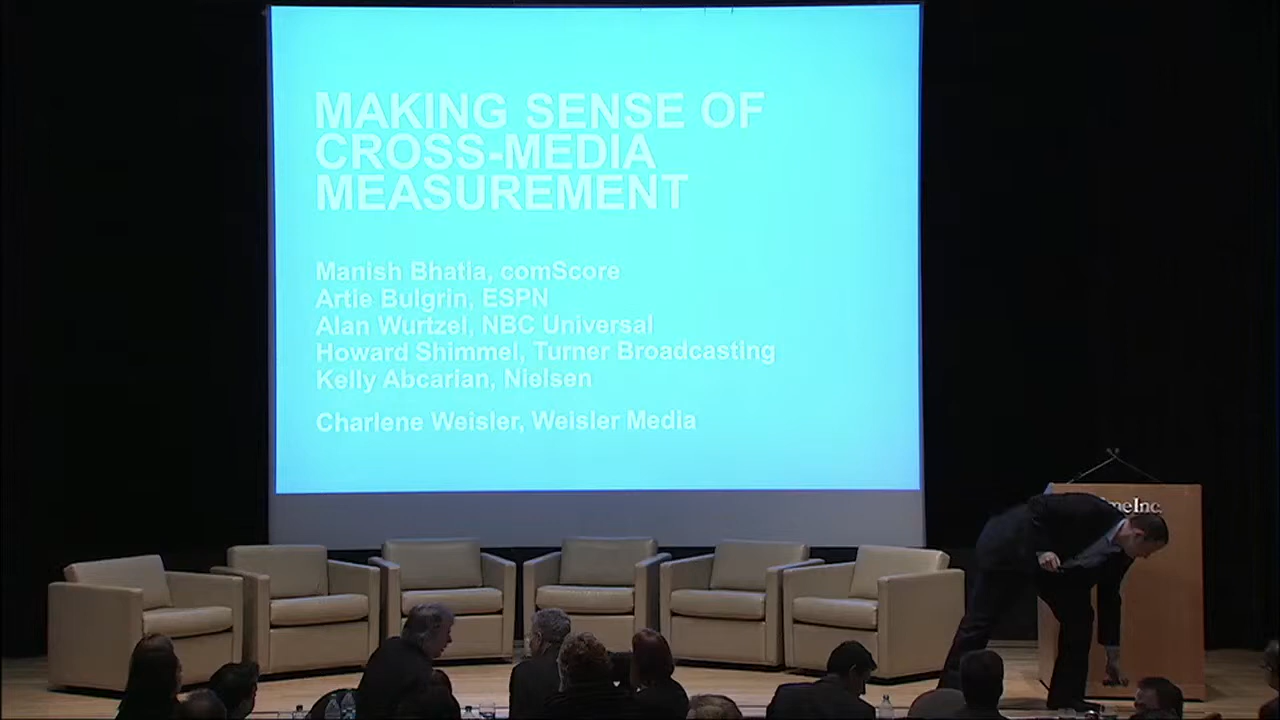 MAKING SENSE OF
CROSS-MEDIA
MEASUREMENT
Manish Bhatia, comScore
Artie Bulgrin, ESPN
Alan Wurtzel, NBC Universal
Howard Shimmel, Turner Broadcasting
Kelly Abcarian, Nielsen
Charlene Weisler, Weisler Media
Inc.